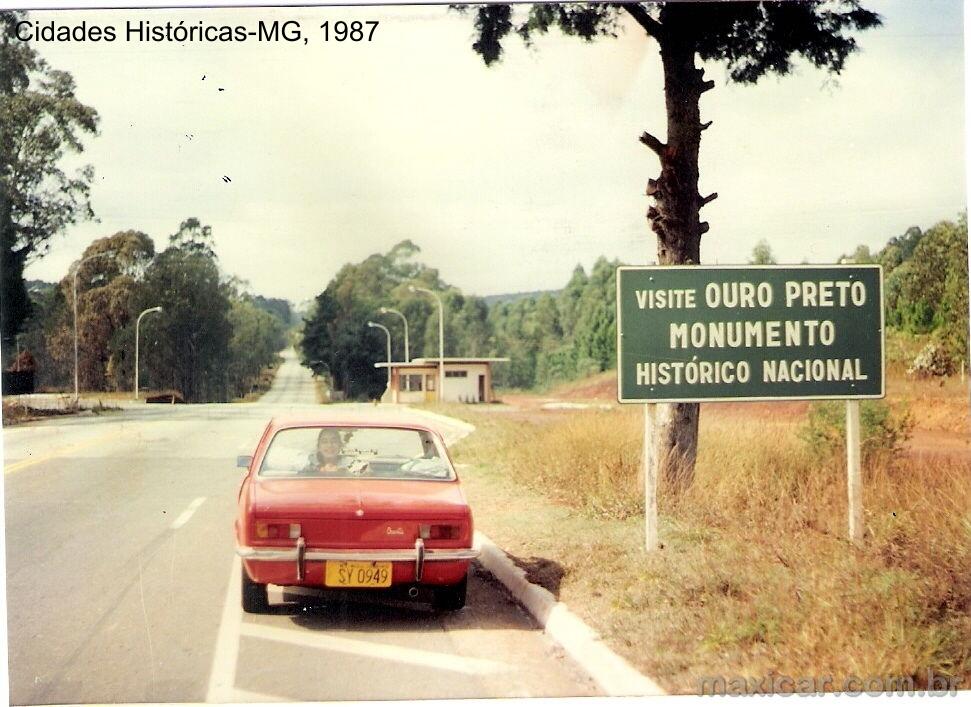 Cidades Históricas-MG, 1987
VISITE OURO PRETO
MONUMENTO
HISTÓRICO NACIONAL
SY 0949
maxicar.com.br